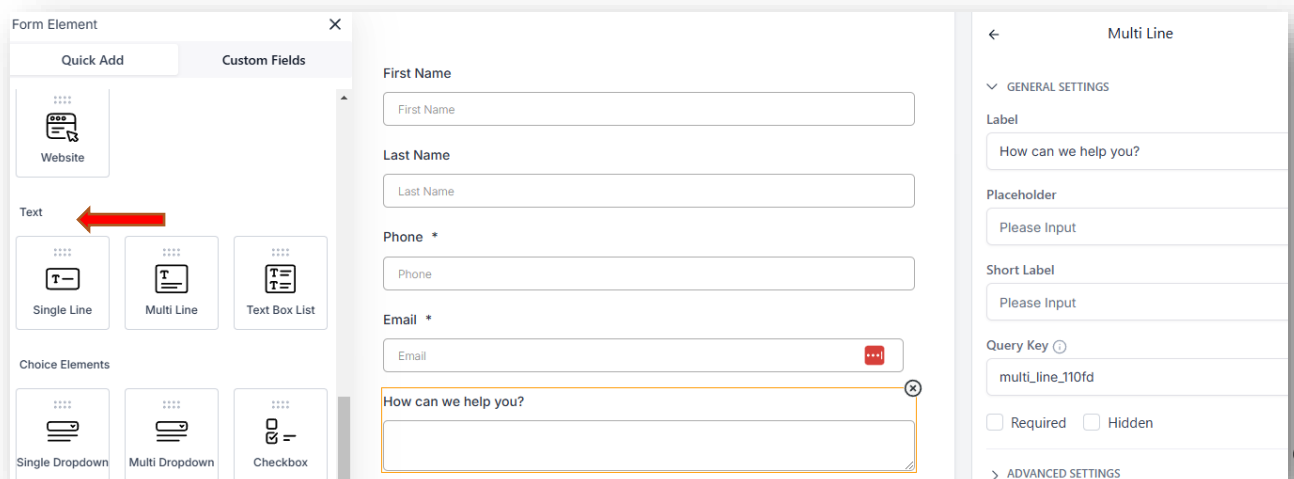 Form Element
Quick Add
Custom Fields
Website
Text
Single Line
Multi Line
Text Box List
Choice Elements
Single Dropdown
Multi Dropdown
Checkbox
First Name
First Name
Last Name
Last Name
Phone *
Phone
Email *
Email
How can we help you?
Multi Line
GENERAL SETTINGS
Label
How can we help you?
Placeholder
Please Input
Short Label
Please Input
Query Key
multi_line_110fd
Required
Hidden
ADVANCED SETTINGS